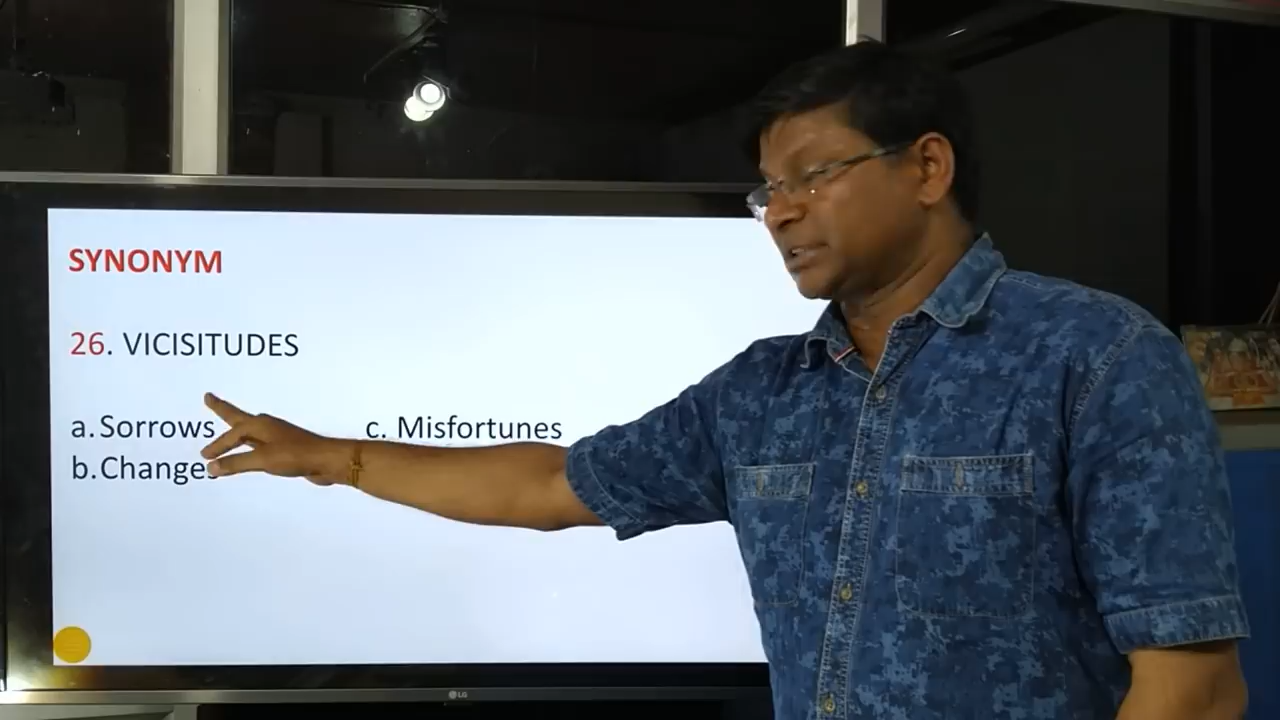 SYNONYM
26. VICISITUDES
a. Sorrows c. Misfortunes
b. Changes
LG